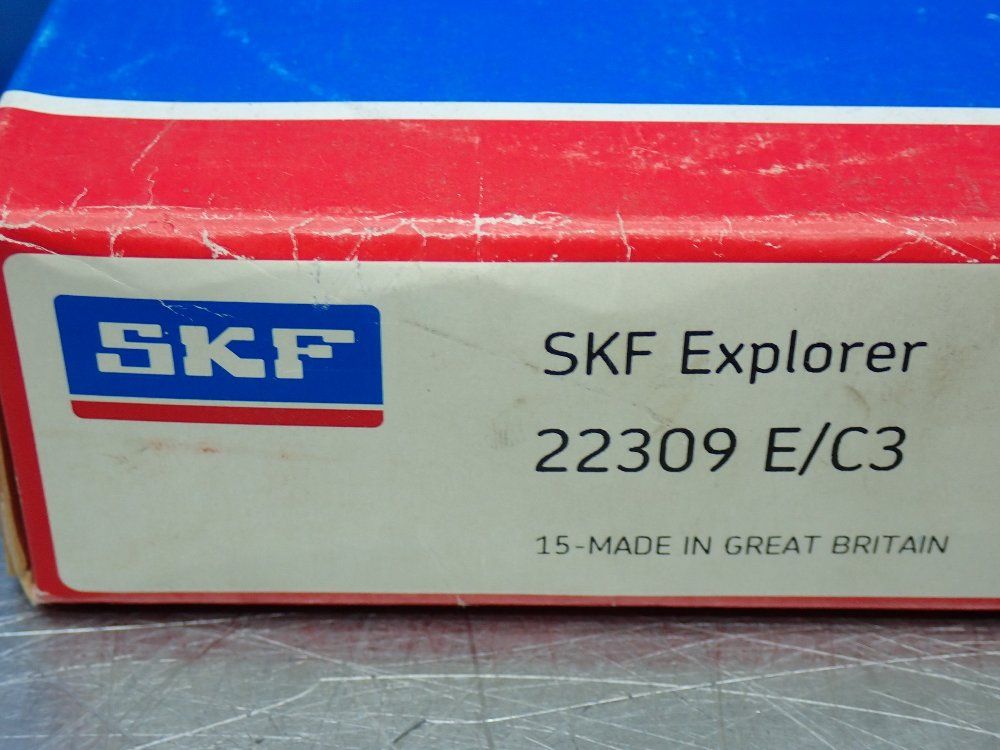 SKF
SKF Explorer
22309 E/C3
15-MADE IN GREAT BRITAIN